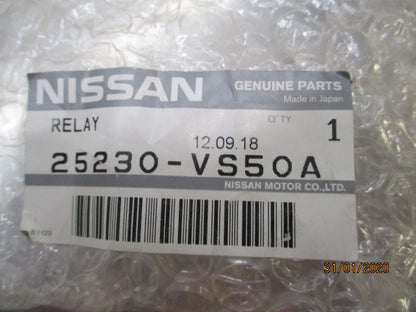 NISSAN
GENUINE PARTS
Made in Japan
RELAY
Q'TY
1
12.09.18
25230-VS50A
NISSAN MOTOR CO.,LTD.
31/01/2020